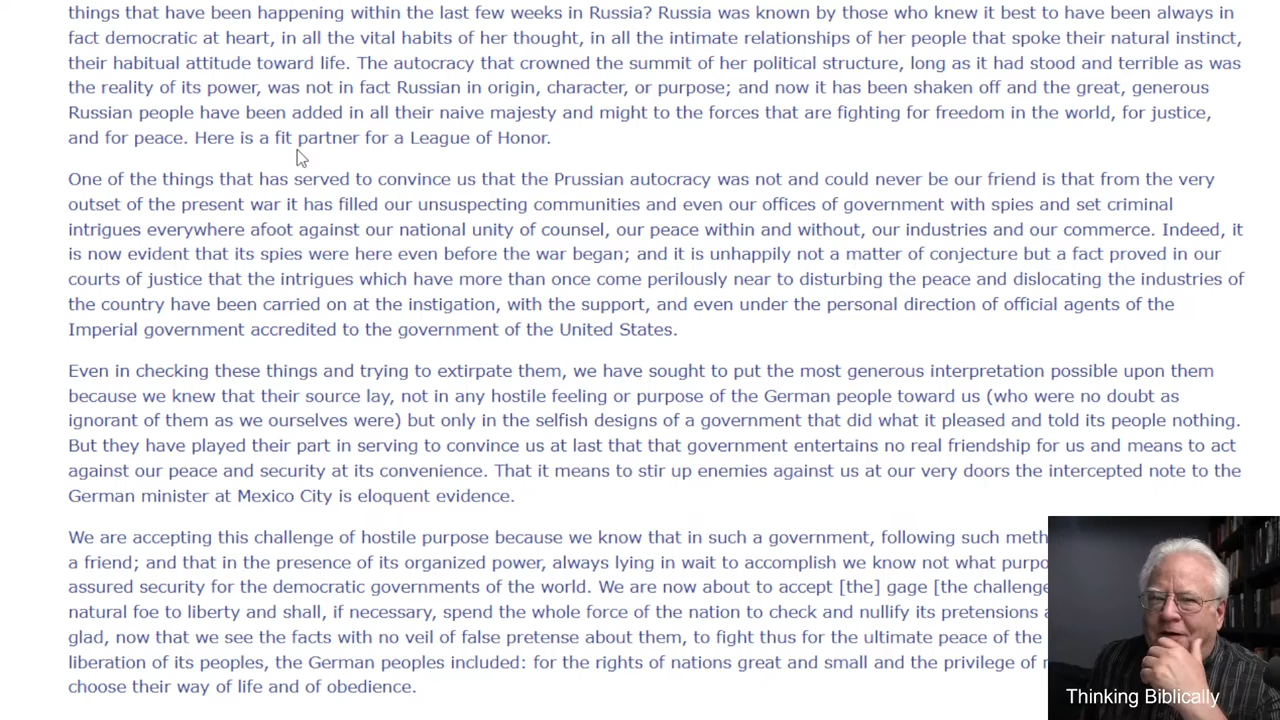 things that have been happening within the last few weeks in Russia? Russia was known by those who knew it best to have been always in
fact democratic at heart, in all the vital habits of her thought, in all the intimate relationships of her people that spoke their natural instinct,
their habitual attitude toward life. The autocracy that crowned the summit of her political structure, long as it had stood and terrible as was
the reality of its power, was not in fact Russian in origin, character, or purpose; and now it has been shaken off and the great, generous
Russian people have been added in all their naive majesty and might to the forces that are fighting for freedom in the world, for justice,
and for peace. Here is a fit partner for a League of Honor.
One of the things that has served to convince us that the Prussian autocracy was not and could never be our friend is that from the very
outset of the present war it has filled our unsuspecting communities and even our offices of government with spies and set criminal
intrigues everywhere afoot against our national unity of counsel, our peace within and without, our industries and our commerce. Indeed, it
is now evident that its spies were here even before the war began; and it is unhappily not a matter of conjecture but a fact proved in our
courts of justice that the intrigues which have more than once come perilously near to disturbing the peace and dislocating the industries of
the country have been carried on at the instigation, with the support, and even under the personal direction of official agents of the
Imperial government accredited to the government of the United States.
Even in checking these things and trying to extirpate them, we have sought to put the most generous interpretation possible upon them
because we knew that their source lay, not in any hostile feeling or purpose of the German people toward us (who were no doubt as
ignorant of them as we ourselves were) but only in the selfish designs of a government that did what it pleased and told its people nothing.
But they have played their part in serving to convince us at last that that government entertains no real friendship for us and means to act
against our peace and security at its convenience. That it means to stir up enemies against us at our very doors the intercepted note to the
German minister at Mexico City is eloquent evidence.
We are accepting this challenge of hostile purpose because we know that in such a government, following such meth
a friend; and that in the presence of its organized power, always lying in wait to accomplish we know not what purpo
assured security for the democratic governments of the world. We are now about to accept [the] gage [the challenge
natural foe to liberty and shall, if necessary, spend the whole force of the nation to check and nullify its pretensions
glad, now that we see the facts with no veil of false pretense about them, to fight thus for the ultimate peace of the
liberation of its peoples, the German peoples included: for the rights of nations great and small and the privilege of
choose their way of life and of obedience.
Thinking Biblically